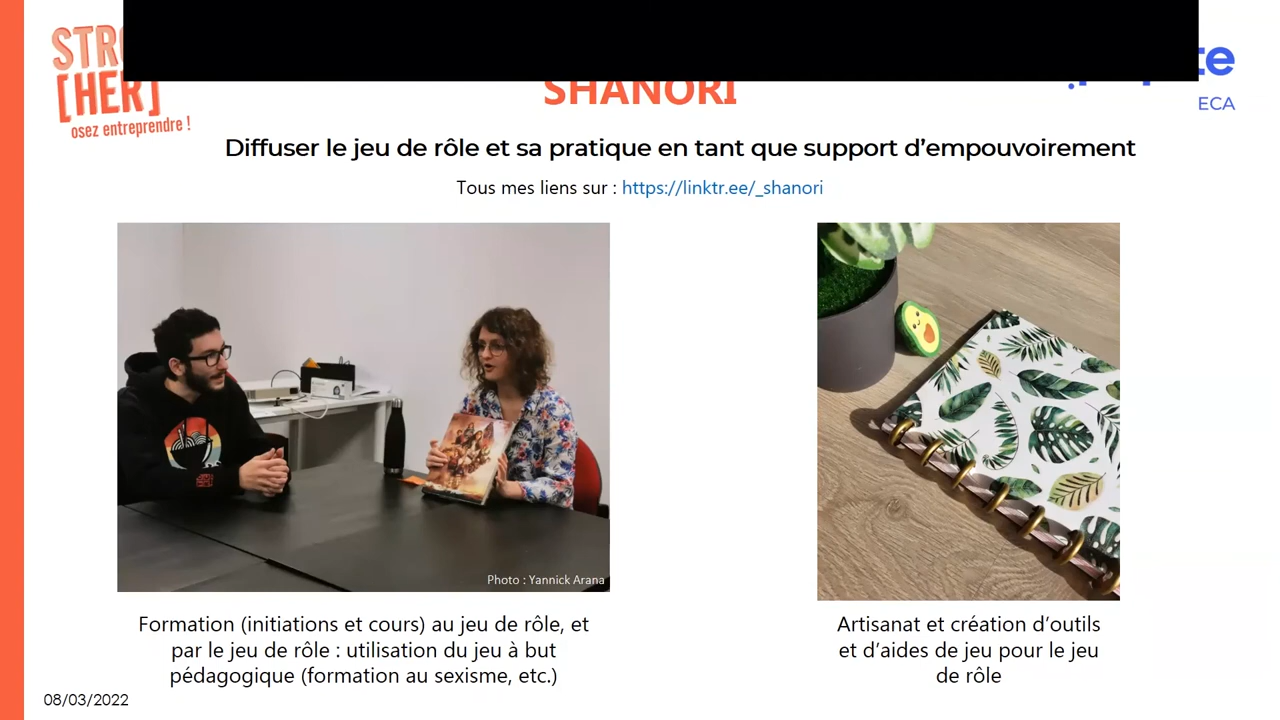 [HER]
osez entreprendre !
SHANORI
ECA
Diffuser le jeu de rôle et sa pratique en tant que support d’empouvoirement
Tous mes liens sur : https://linktr.ee/_shanori
Photo : Yannick Arana
Formation (initiations et cours) au jeu de rôle, et
par le jeu de rôle : utilisation du jeu à but
pédagogique (formation au sexisme, etc.)
Artisanat et création d’outils
et d’aides de jeu pour le jeu
de rôle
08/03/2022